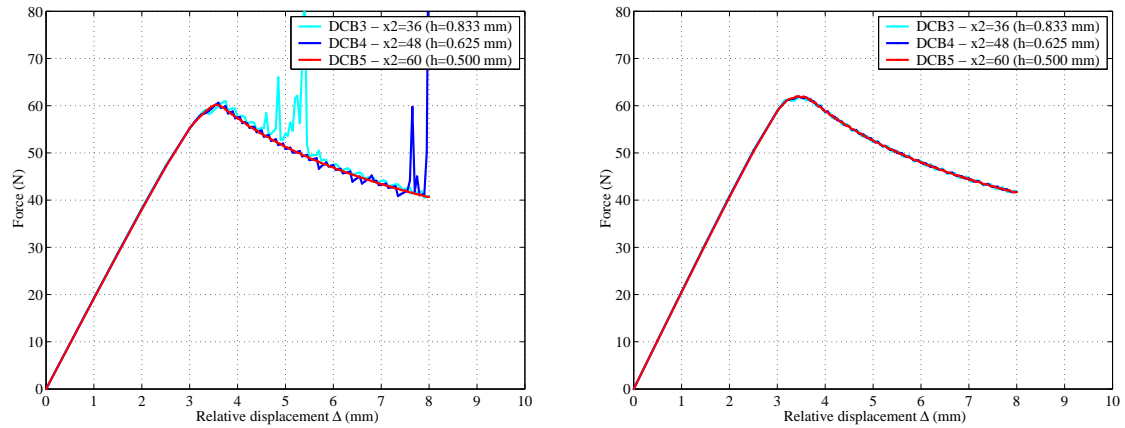 80
70
60
50
40
30
20
10
0
Force (N)
DCB3 – x2=36 (h=0.833 mm)
DCB4 – x2=48 (h=0.625 mm)
DCB5 – x2=60 (h=0.500 mm)
0 1 2 3 4 5 6 7 8 9 10
Relative displacement Δ (mm)
80
70
60
50
40
30
20
10
0
Force (N)
DCB3 – x2=36 (h=0.833 mm)
DCB4 – x2=48 (h=0.625 mm)
DCB5 – x2=60 (h=0.500 mm)
0 1 2 3 4 5 6 7 8 9 10
Relative displacement Δ (mm)